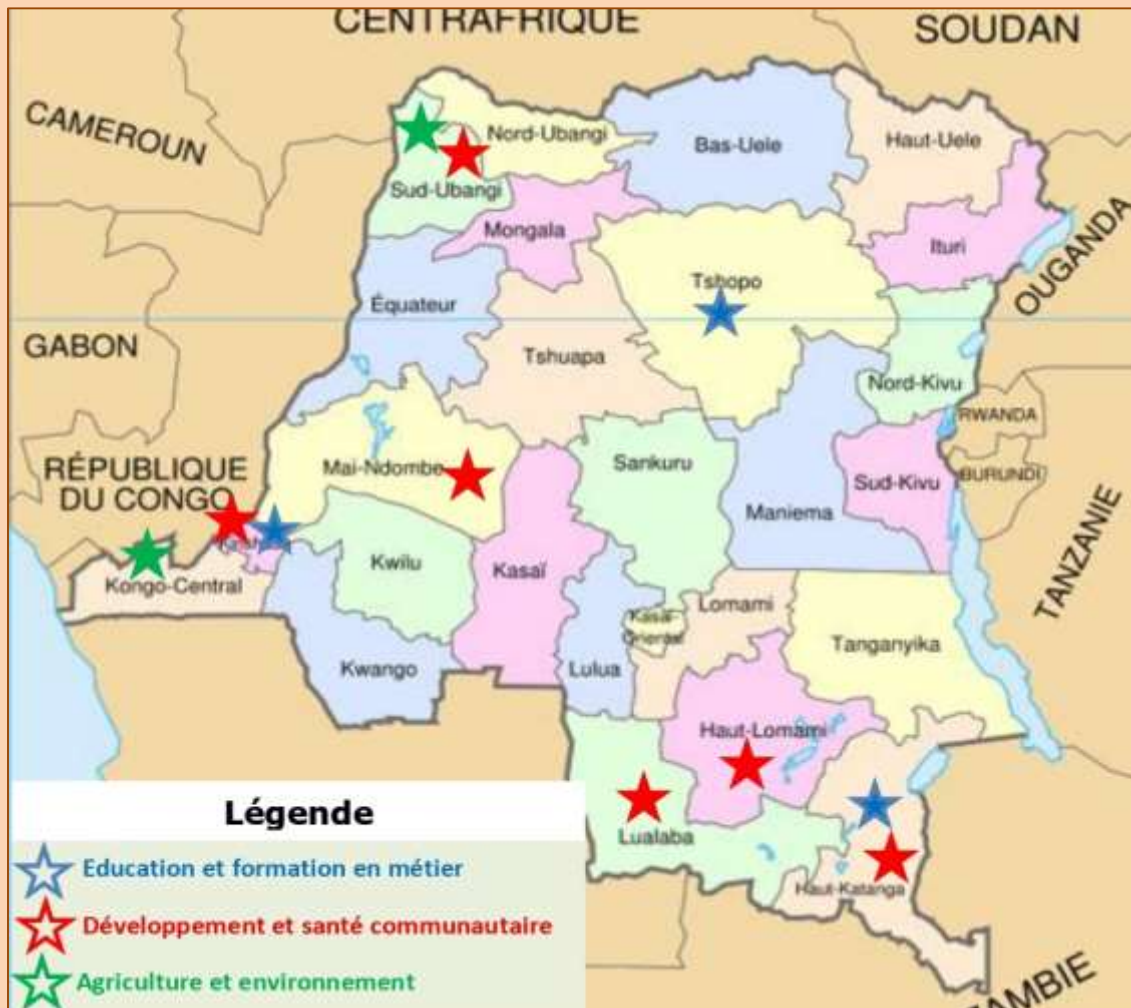 CENTRAFRIQUE
SOUDAN
CAMEROUN
Nord-Ubangi
Bas-Uele
Haut-Uele
Sud-Ubangi
Mongala
Ituri
OUGANDA
Équateur
Tshopo
GABON
Tshuapa
Nord-Kivu
RWANDA
RÉPUBLIQUE
DU CONGO
Mai-Ndombe
Sankuru
Sud-Kivu
BURUNDI
Maniema
TANZANIE
Kongo-Central
Kwilu
Kasaï
Lomami
Kasaï-
Oriental
Kwango
Lulua
Tanganyika
Haut-Lomami
Lualaba
Haut-Katanga
Légende
Education et formation en métier
Développement et santé communautaire
Agriculture et environnement